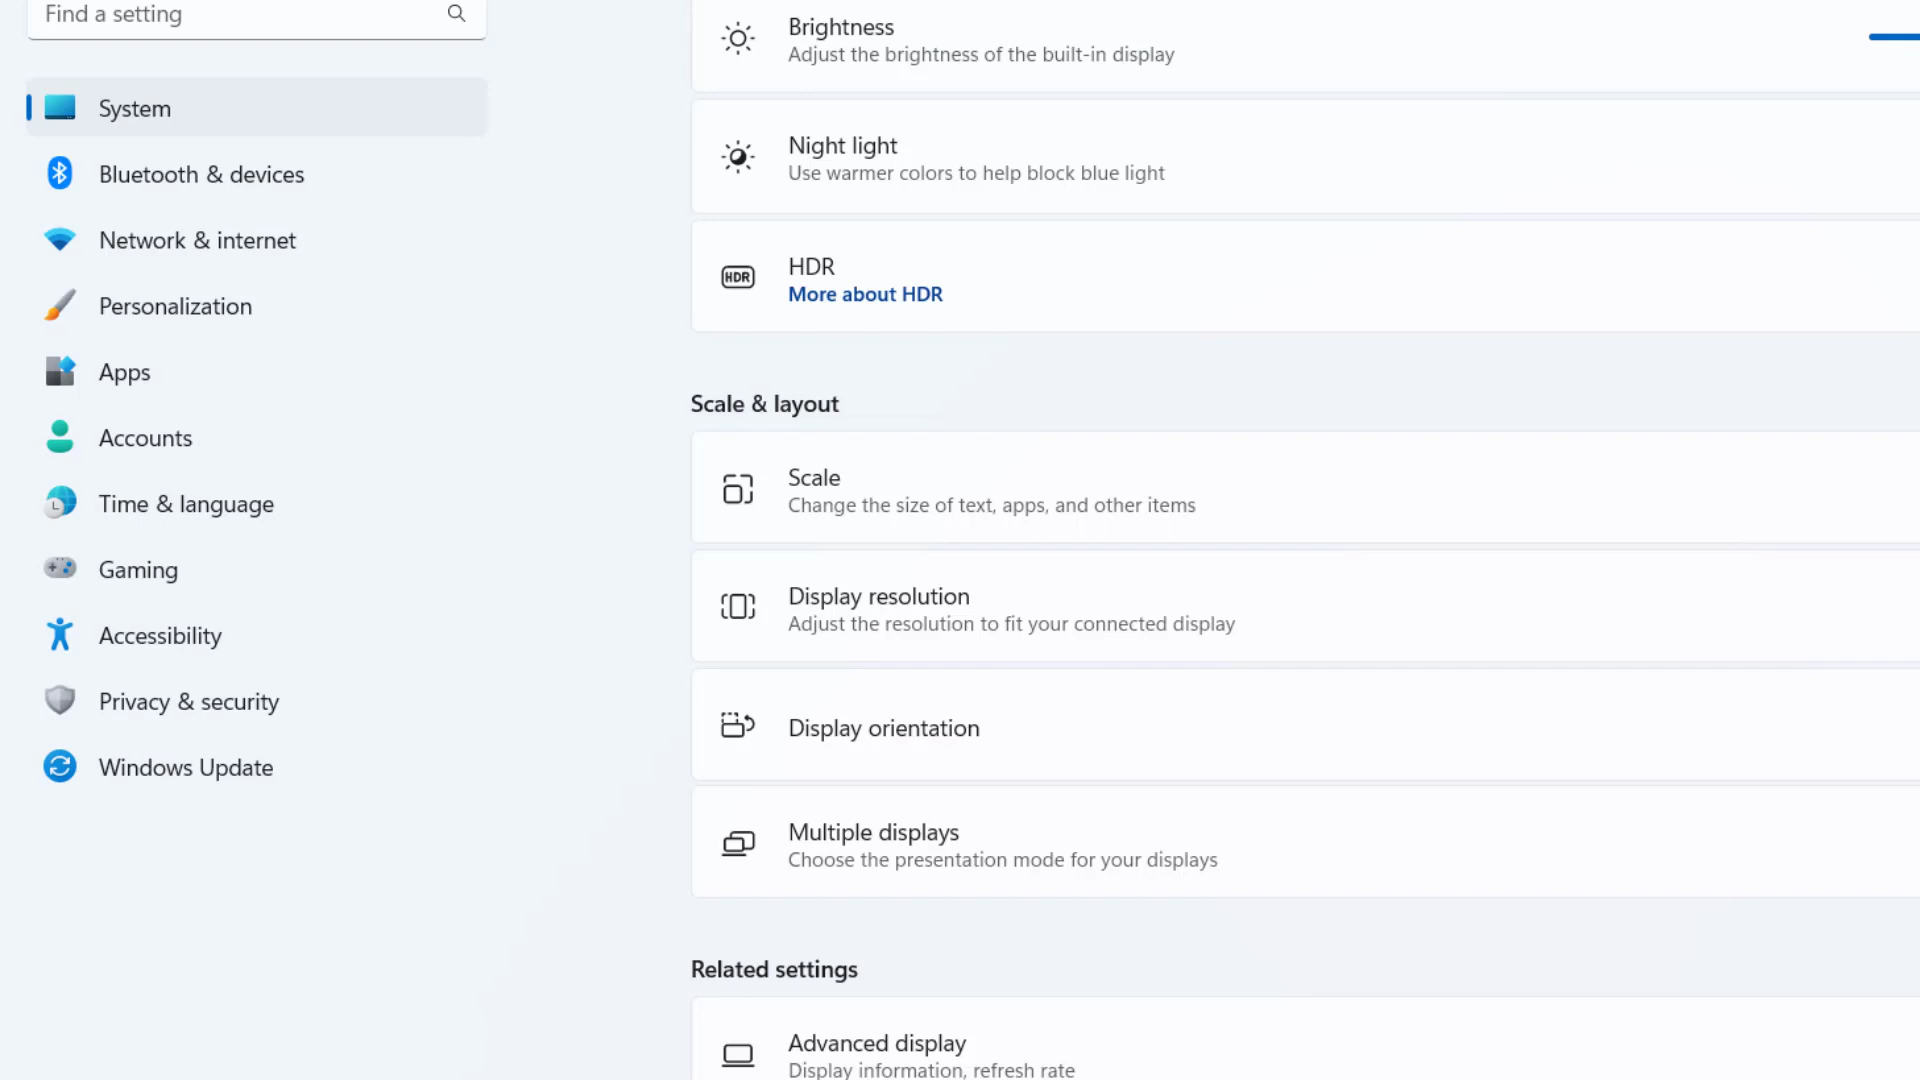 Find a setting
System
Bluetooth & devices
Network & internet
Personalization
Apps
Accounts
Time & language
Gaming
Accessibility
Privacy & security
Windows Update
Brightness
Adjust the brightness of the built-in display
Night light
Use warmer colors to help block blue light
HDR
HDR
More about HDR
Scale & layout
Scale
Change the size of text, apps, and other items
Display resolution
Adjust the resolution to fit your connected display
Display orientation
Multiple displays
Choose the presentation mode for your displays
Related settings
Advanced display
Display information, refresh rate